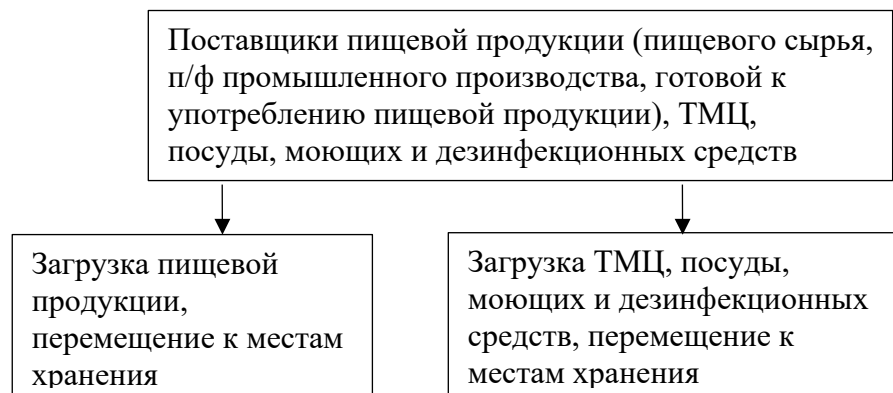 Поставщики пищевой продукции (пищевого сырья,
п/ф промышленного производства, готовой к
употреблению пищевой продукции), ТМЦ,
посуды, моющих и дезинфекционных средств
Загрузка пищевой
продукции,
перемещение к местам
хранения
Загрузка ТМЦ, посуды,
моющих и дезинфекционных
средств, перемещение к
местам хранения